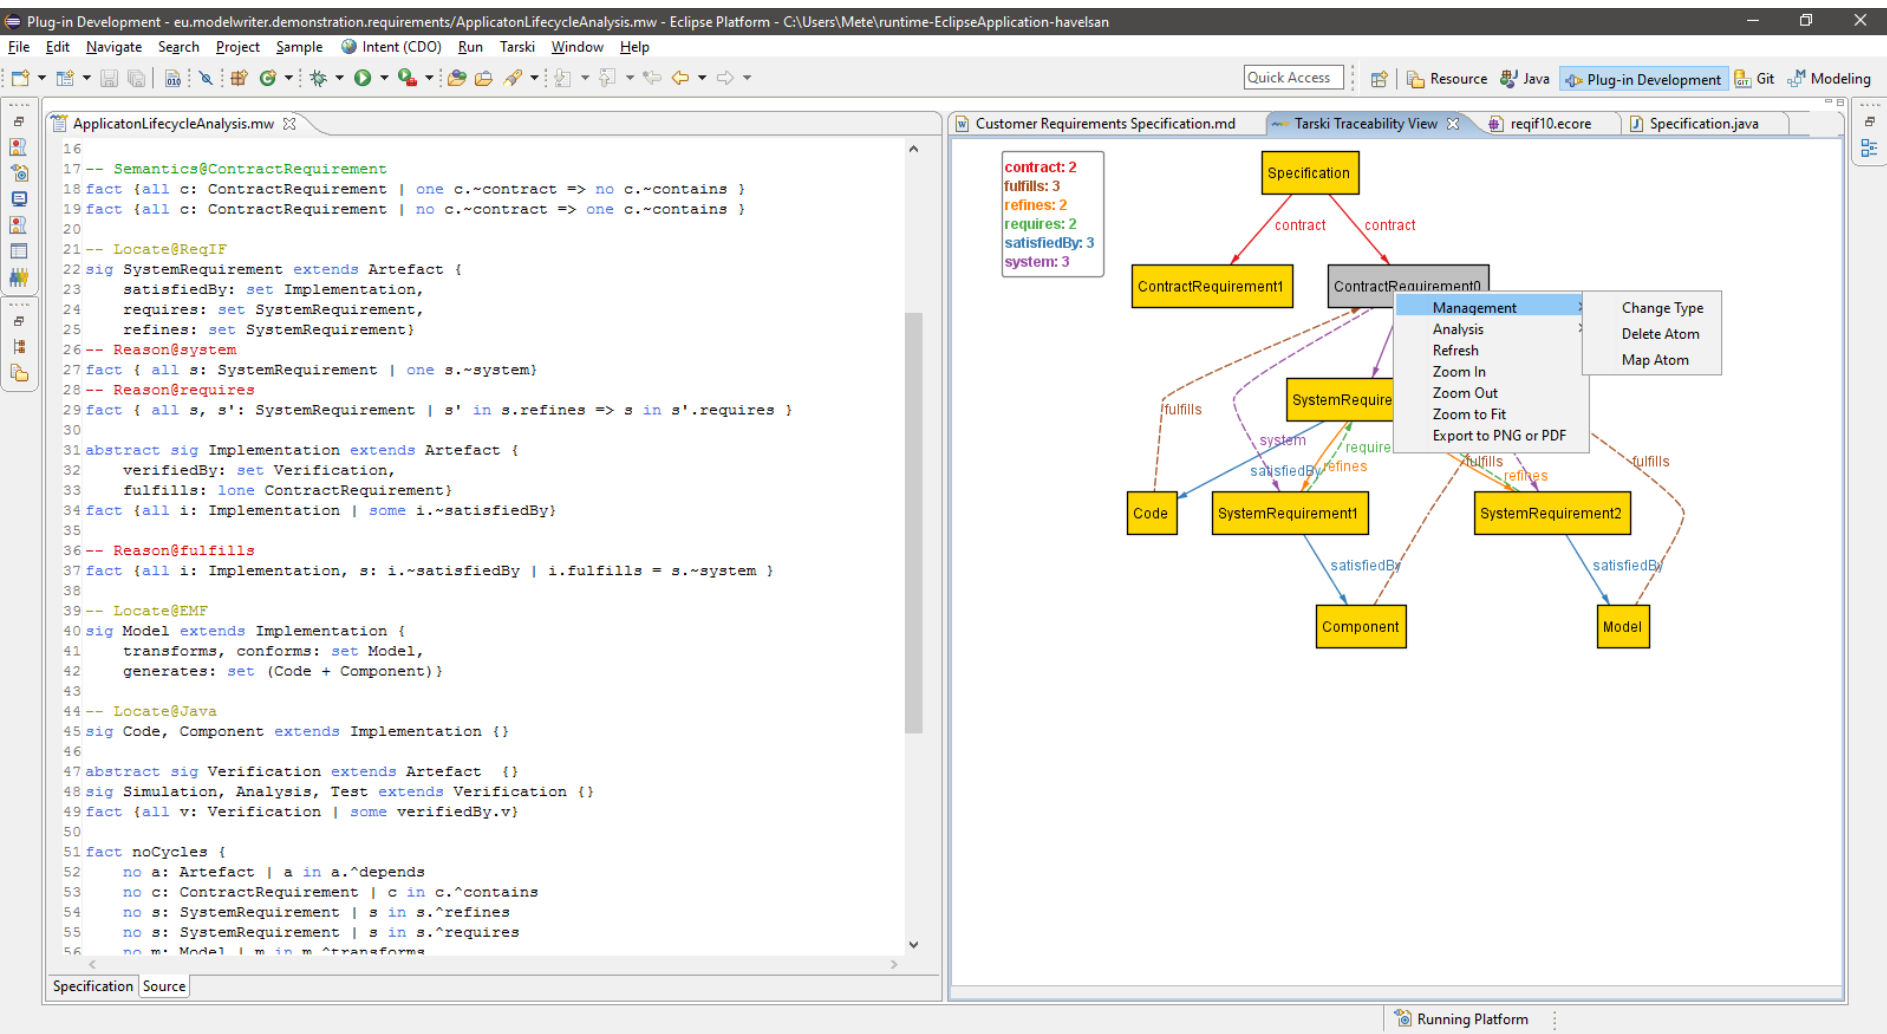 Plug-in Development - eu.modelwriter.demonstration.requirements/ApplicatonLifecycleAnalysis.mw - Eclipse Platform - C:\Users\Mete\runtime-EclipseApplication-havelsan
File Edit Navigate Search Project Sample Intent (CDO) Run Tarski Window Help
Quick Access Resource Java Plug-in Development Git Modeling
ApplicatonLifecycleAnalysis.mw
16
17 -- Semantics@ContractRequirement
18 fact {all c: ContractRequirement | one c.~contract => no c.~contains }
19 fact {all c: ContractRequirement | no c.~contract => one c.~contains }
20
21 -- Locate@ReqIF
22 sig SystemRequirement extends Artefact {
23 satisfiedBy: set Implementation,
24 requires: set SystemRequirement,
25 refines: set SystemRequirement}
26 -- Reason@system
27 fact { all s: SystemRequirement | one s.~system}
28 -- Reason@requires
29 fact { all s, s': SystemRequirement | s' in s.refines => s in s'.requires }
30
31 abstract sig Implementation extends Artefact {
32 verifiedBy: set Verification,
33 fulfills: lone ContractRequirement}
34 fact {all i: Implementation | some i.~satisfiedBy}
35
36 -- Reason@fulfills
37 fact {all i: Implementation, s: i.~satisfiedBy | i.fulfills = s.~system }
38
39 -- Locate@EMF
40 sig Model extends Implementation {
41 transforms, conforms: set Model,
42 generates: set (Code + Component)}
43
44 -- Locate@Java
45 sig Code, Component extends Implementation {}
46
47 abstract sig Verification extends Artefact {}
48 sig Simulation, Analysis, Test extends Verification {}
49 fact {all v: Verification | some verifiedBy.v}
50
51 fact noCycles {
52 no a: Artefact | a in a.^depends
53 no c: ContractRequirement | c in c.^contains
54 no s: SystemRequirement | s in s.^refines
55 no s: SystemRequirement | s in s.^requires
56 no m: Model | m in m.^transforms
Specification Source
Customer Requirements Specification.md Tarski Traceability View reqif10.ecore Specification.java
contract: 2
fulfills: 3
refines: 2
requires: 2
satisfiedBy: 3
system: 3
Specification
contract contract
ContractRequirement1 ContractRequirement0
Management
Analysis
Refresh
Zoom In
Zoom Out
Zoom to Fit
Export to PNG or PDF
Change Type
Delete Atom
Map Atom
SystemRequire
fulfills
system
require
satisfiedBy refines
fulfills
refines
fulfills
Code SystemRequirement1 SystemRequirement2
satisfiedBy satisfiedBy
Component Model
Running Platform